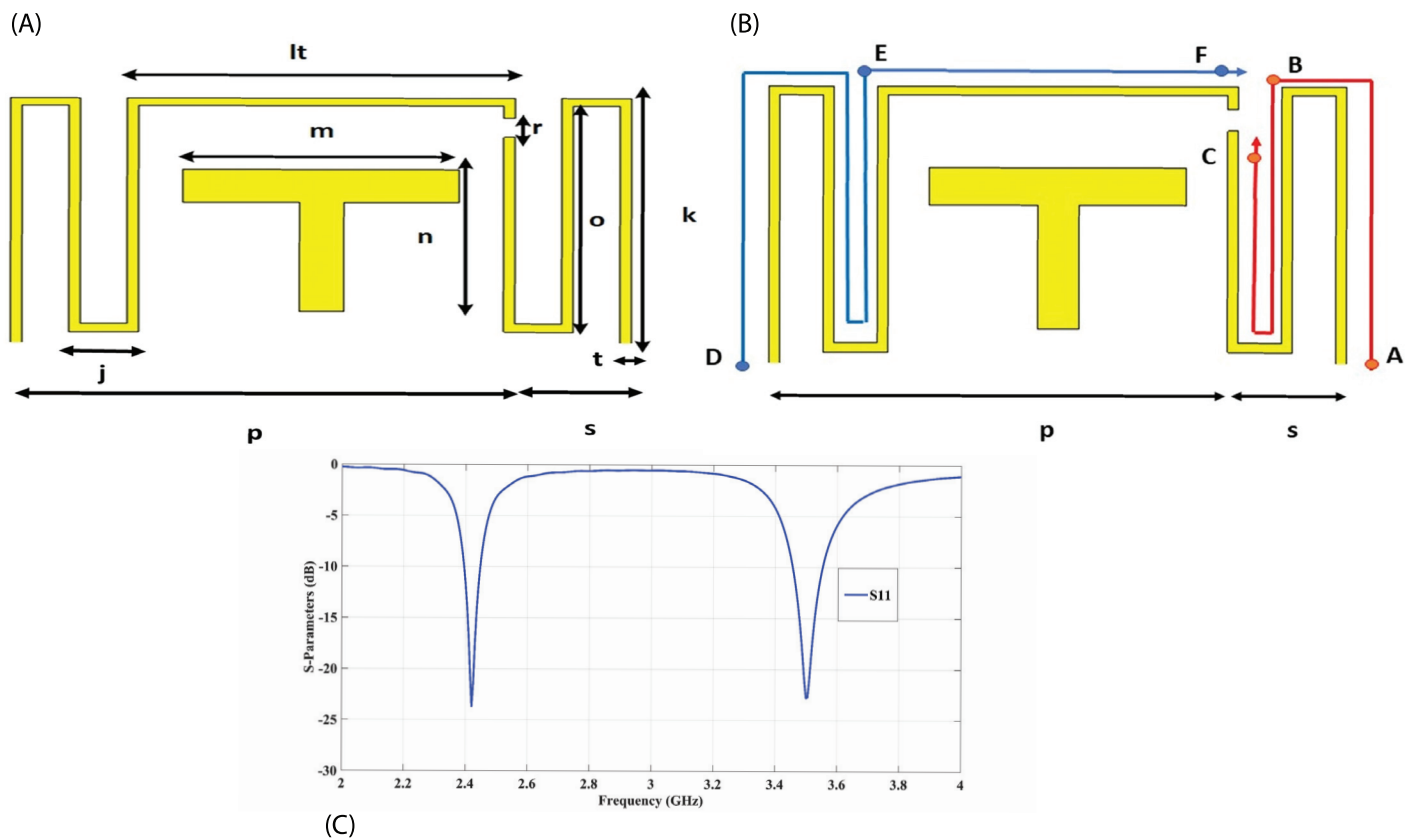 (A)
lt
r
m
o
k
n
t
j
p
s
(B)
E
F
B
C
D
A
p
s
S-Parameters (dB)
0
-5
-10
-15
-20
-25
-30
S11
2 2.2 2.4 2.6 2.8 3 3.2 3.4 3.6 3.8 4
Frequency (GHz)
(C)